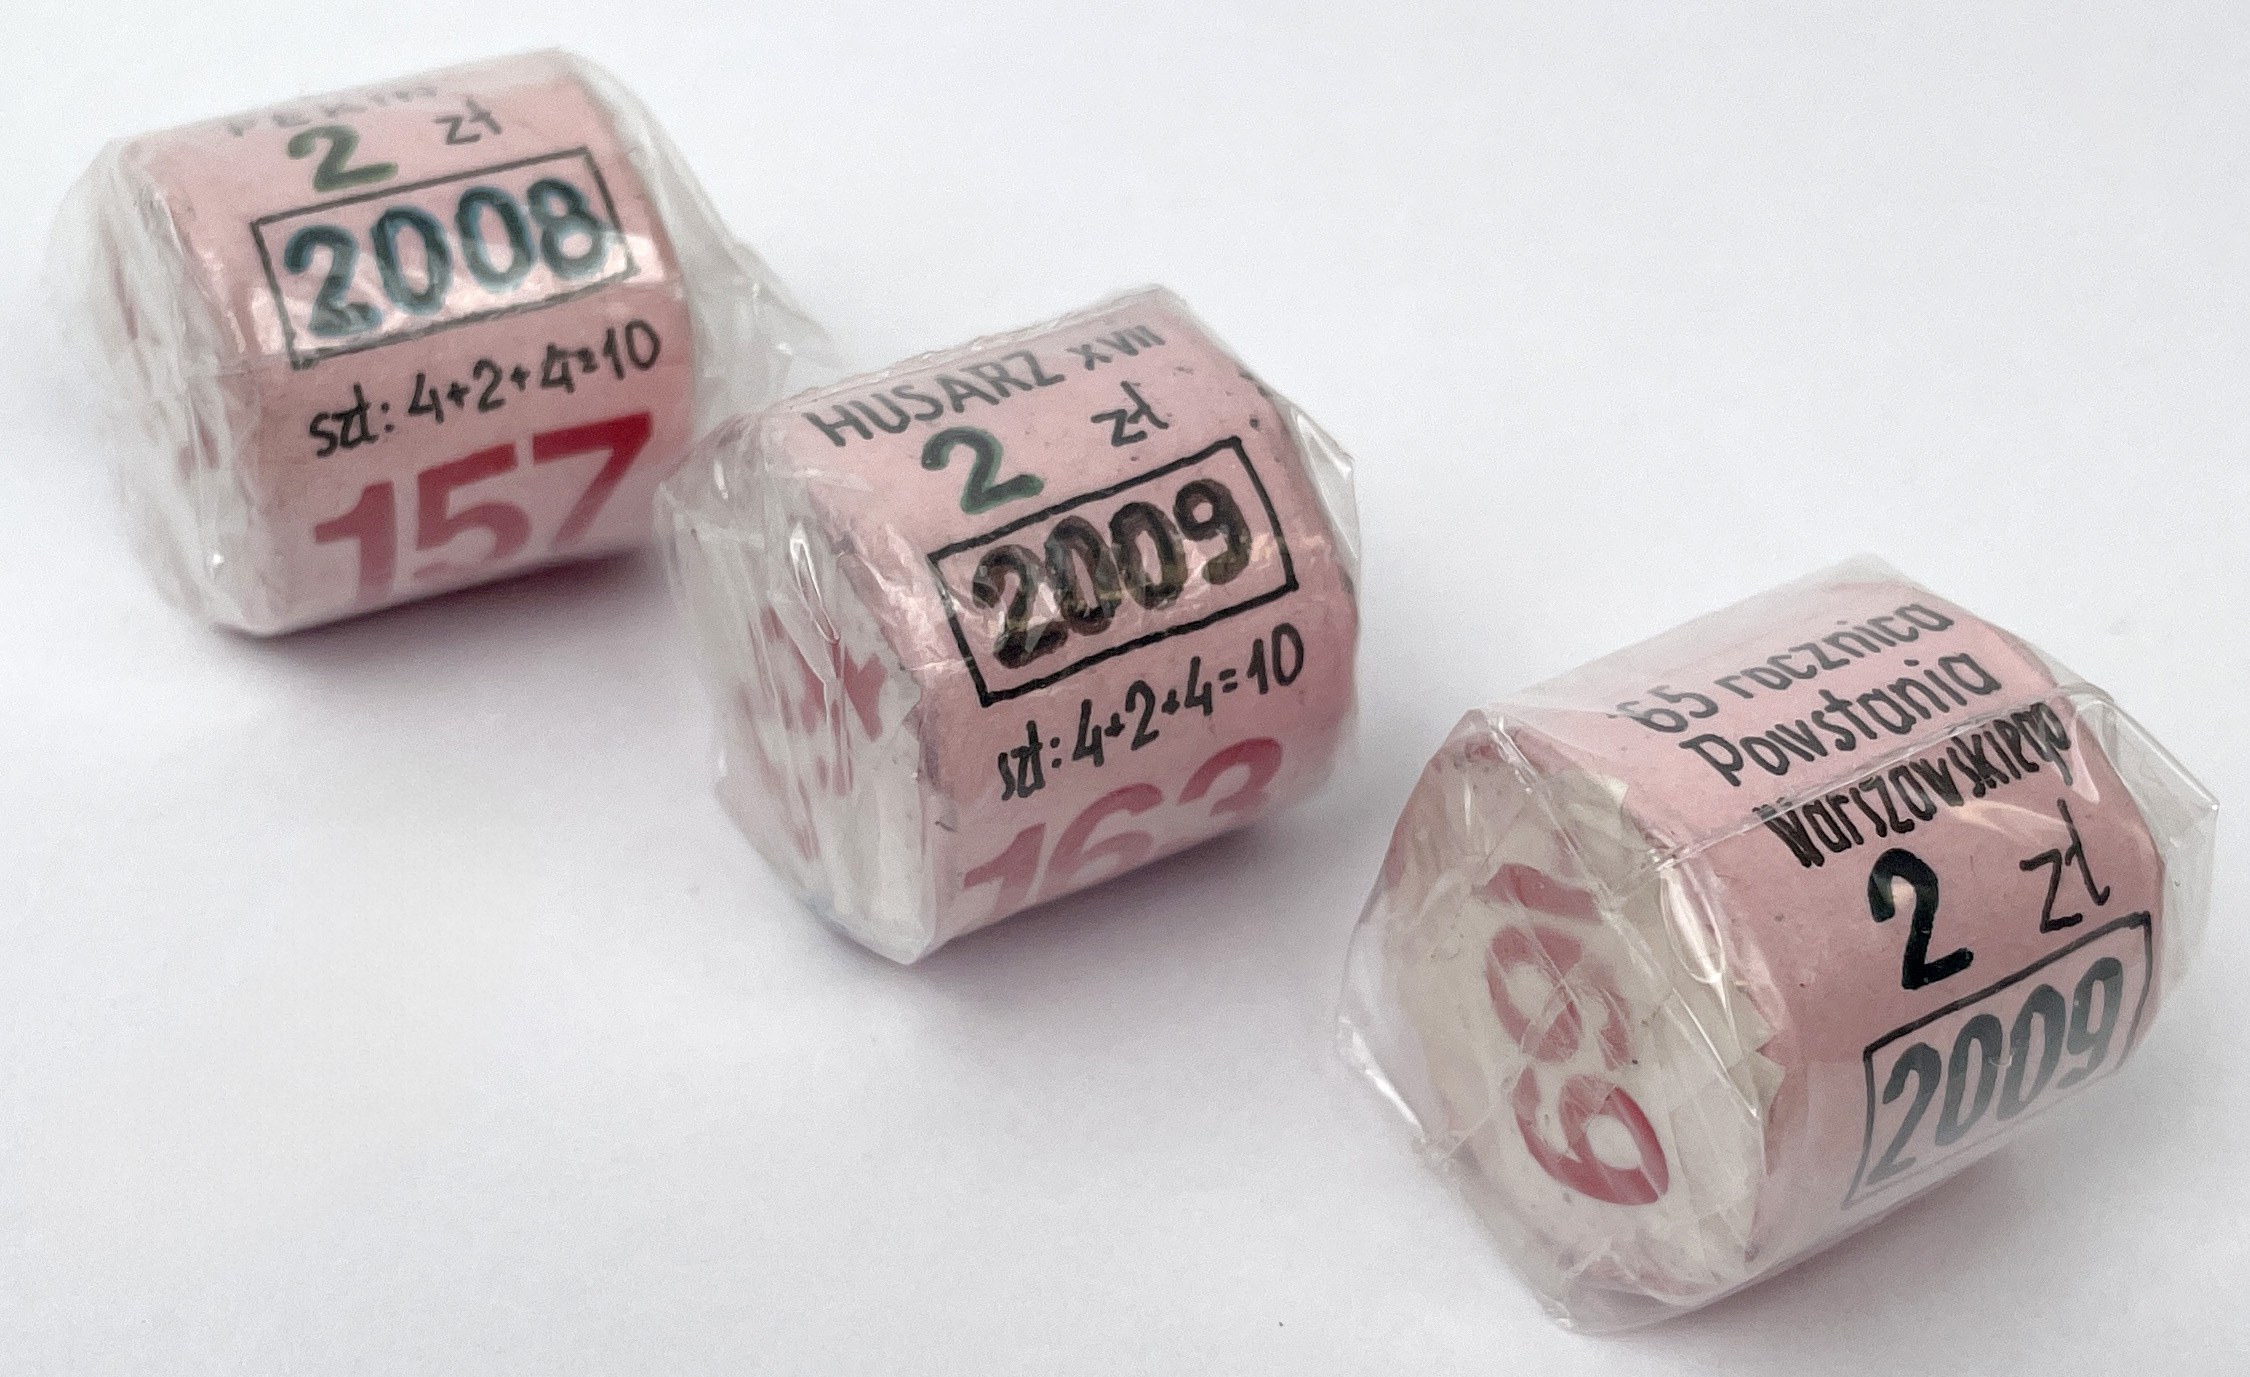 PEKIN
2 zł
2008
szt: 4+2+4=10
157
HUSARZ XVII
2 zł
2009
szt: 4+2+4=10
163
65 rocznica
Powstania
Warszawskiego
2 zł
2009